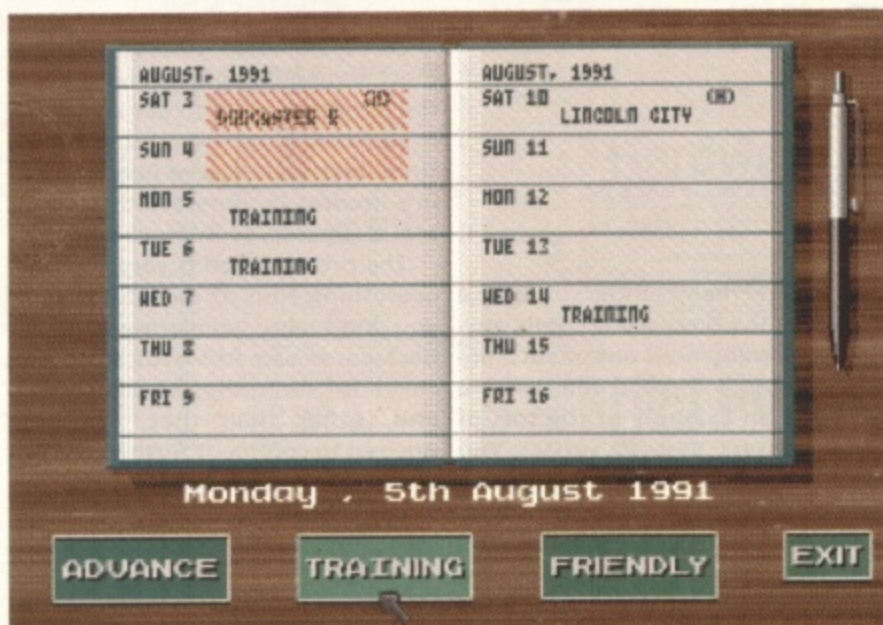 AUGUST, 1991
SAT 3 (H)
DONCASTER R
SUN 4
MON 5
TRAINING
TUE 6
TRAINING
WED 7
THU 8
FRI 9
AUGUST, 1991
SAT 10 (H)
LINCOLN CITY
SUN 11
MON 12
TUE 13
WED 14
TRAINING
THU 15
FRI 16
Monday , 5th August 1991
ADVANCE
TRAINING
FRIENDLY
EXIT